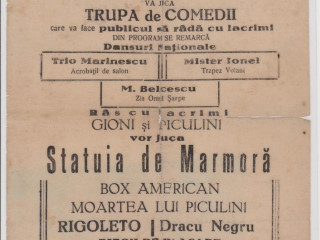 VA JUCA
TRUPA de COMEDII
care va face publicul să râdă cu lacrimi
DIN PROGRAM SE REMARCĂ
Dansuri Naționale
Trio Marinescu
Acrobații de salon
Mister Ionel
Trapez Volant
M. Belcescu
Zis Omul Șarpe
Râs cu lacrimi
GIONI și PICULINI
vor juca
Statuia de Marmoră
BOX AMERICAN
MOARTEA LUI PICULINI
RIGOLETO
Dracu Negru